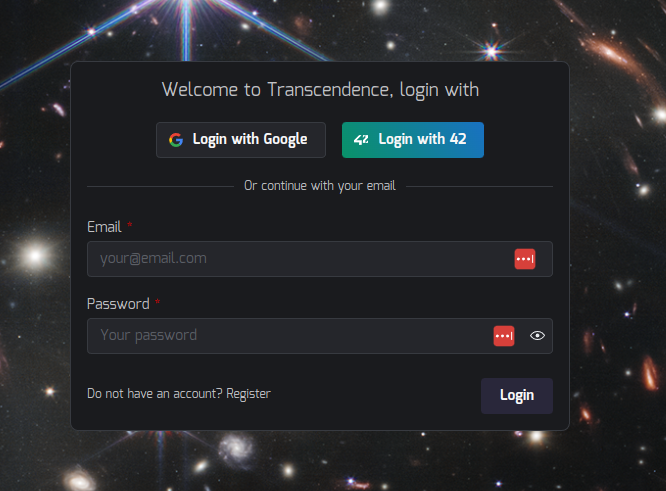 Welcome to Transcendence, login with
Login with Google
42 Login with 42
Or continue with your email
Email *
your@email.com
Password *
Your password
Do not have an account? Register
Login